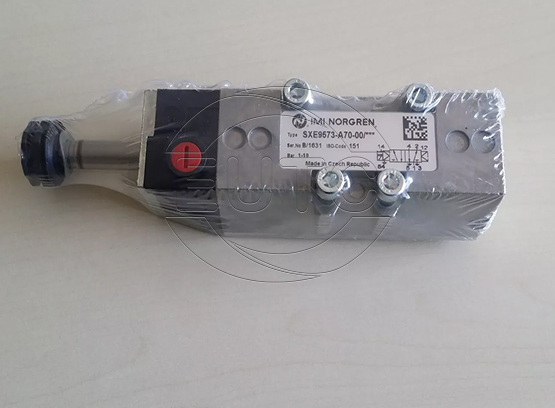 IMI NORGREN
Type SXE9573-A70-00/***
Ser.No B/1631 ISO-Code 151
Bar 1-10
Made in Czech Republic
14 4 2 12
5 1 3